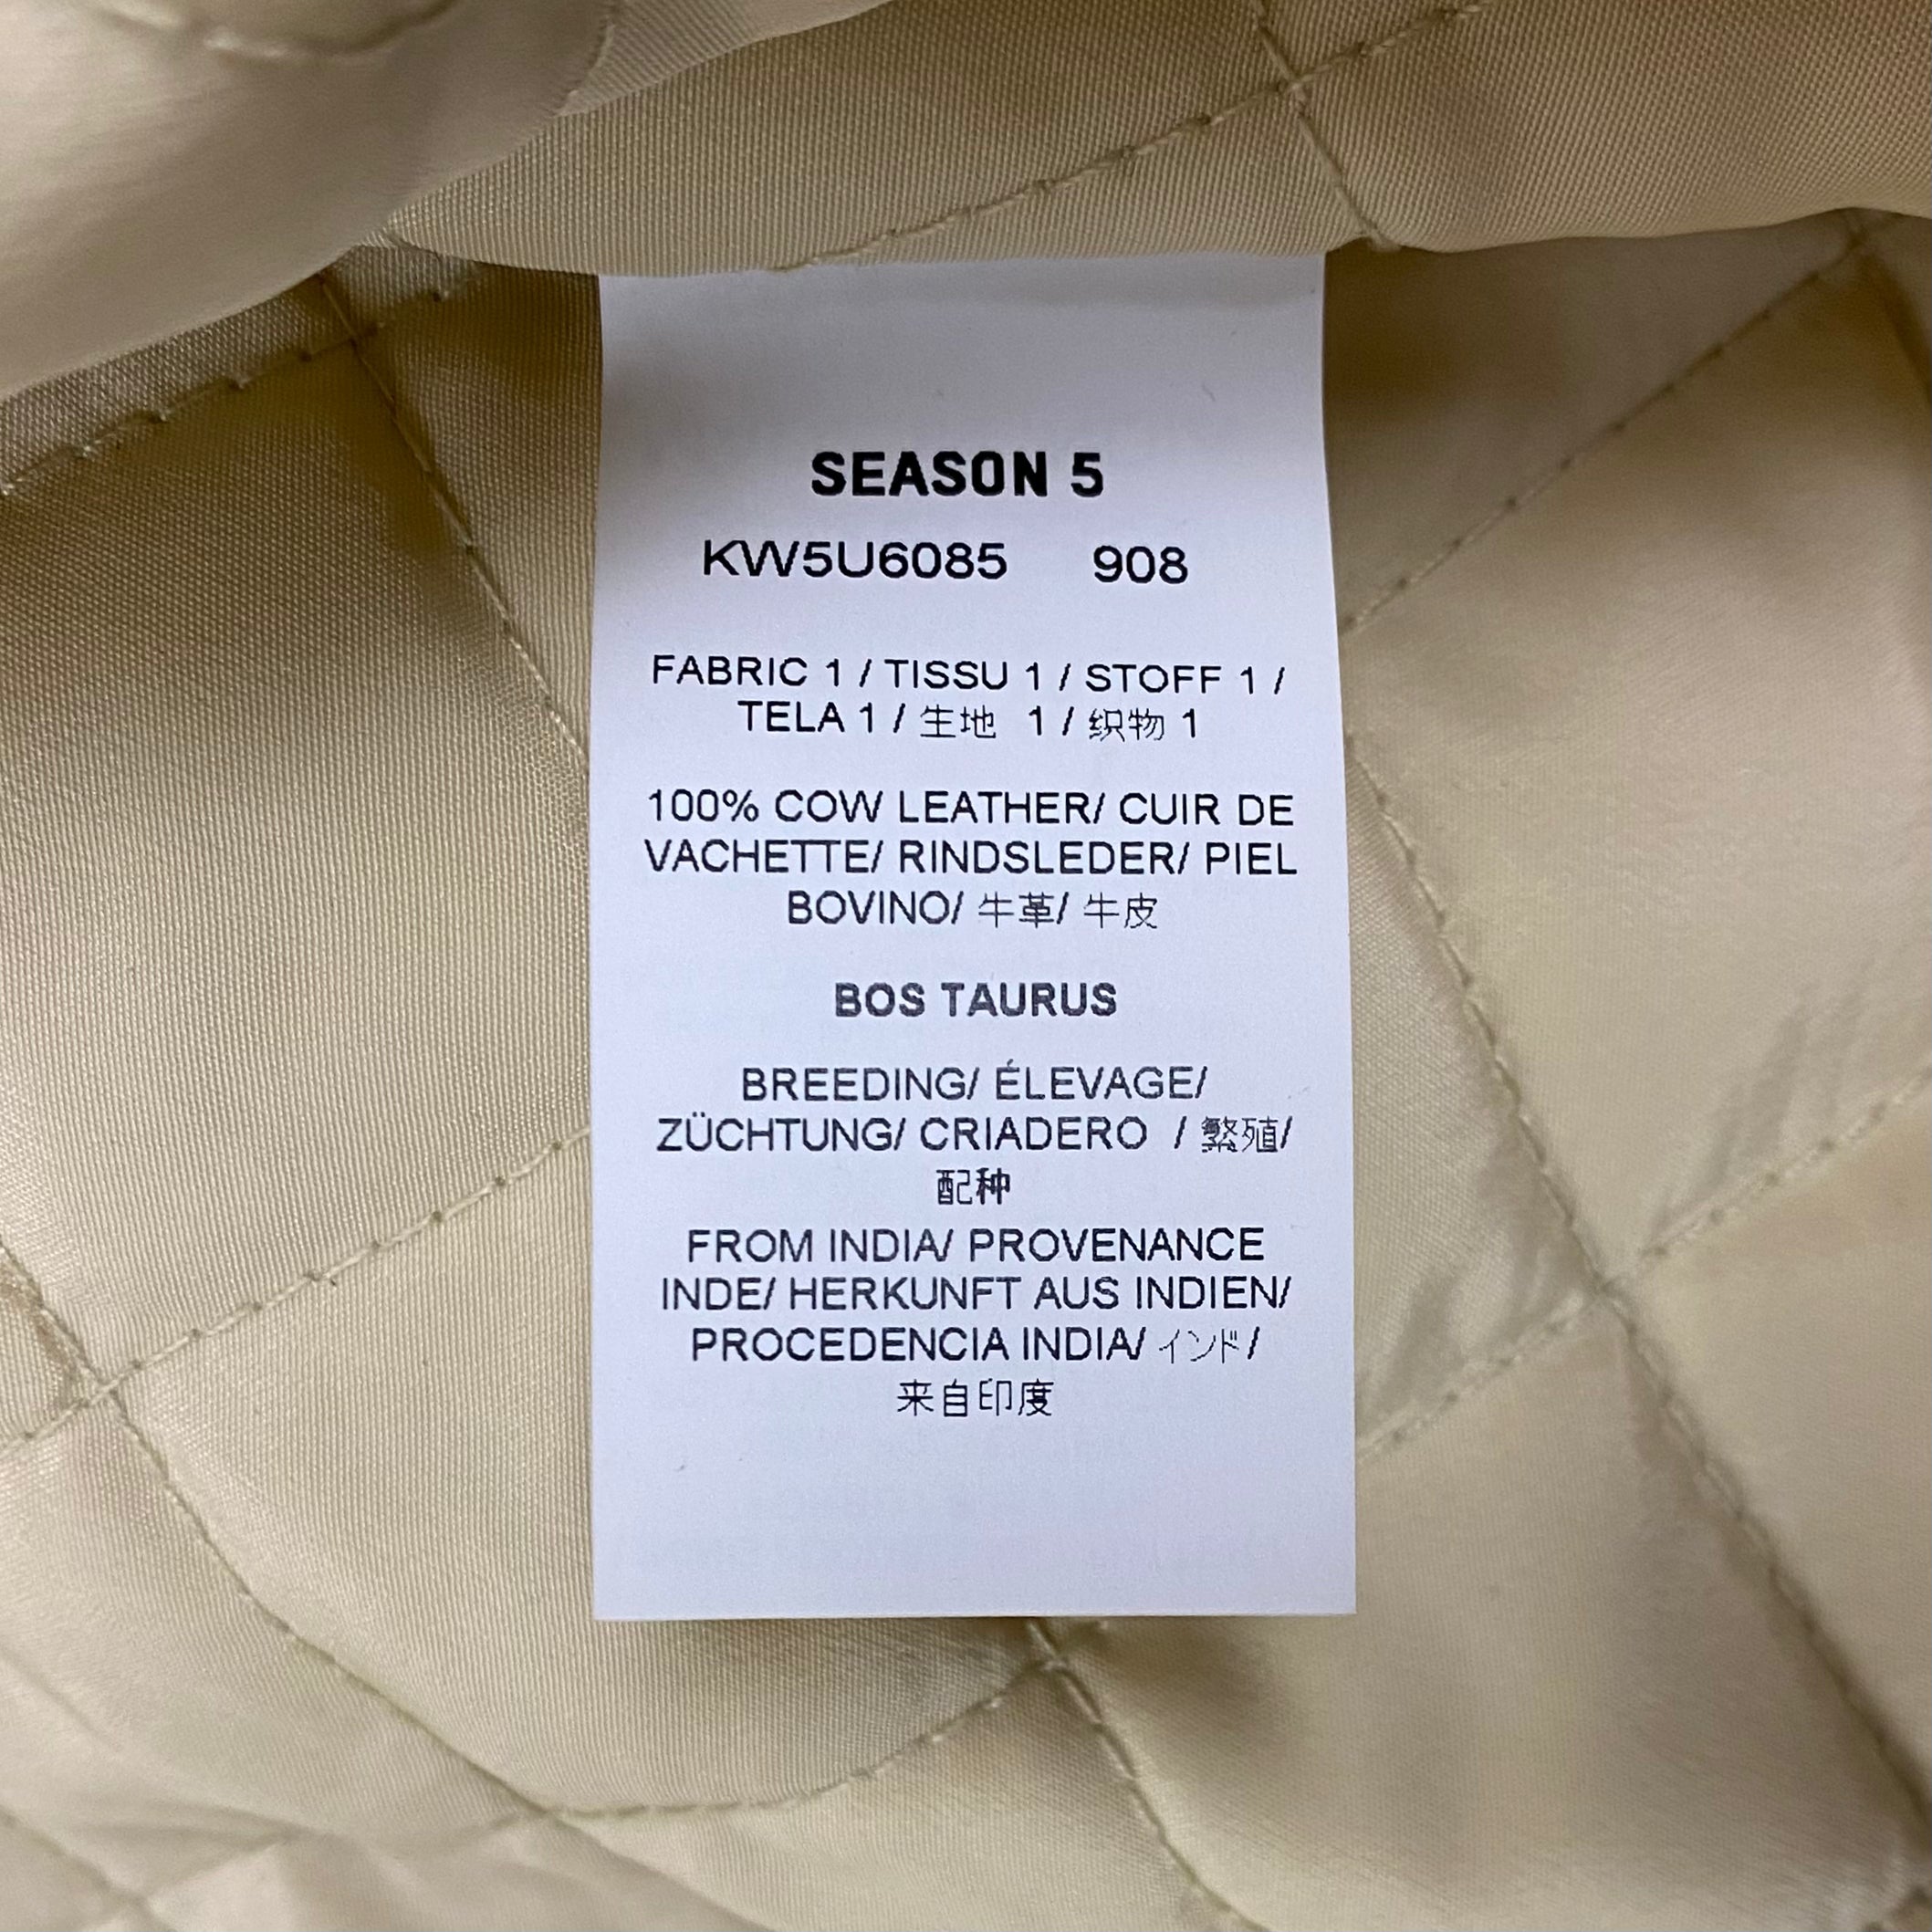 SEASON 5
KW5U6085 908
FABRIC 1 / TISSU 1 / STOFF 1 /
TELA 1 / 生地 1 / 织物 1
100% COW LEATHER/ CUIR DE
VACHETTE/ RINDSLEDER/ PIEL
BOVINO/ 牛革/ 牛皮
BOS TAURUS
BREEDING/ ÉLEVAGE/
ZÜCHTUNG/ CRIADERO / 繁殖/
配种
FROM INDIA/ PROVENANCE
INDE/ HERKUNFT AUS INDIEN/
PROCEDENCIA INDIA/ インド/
来自印度